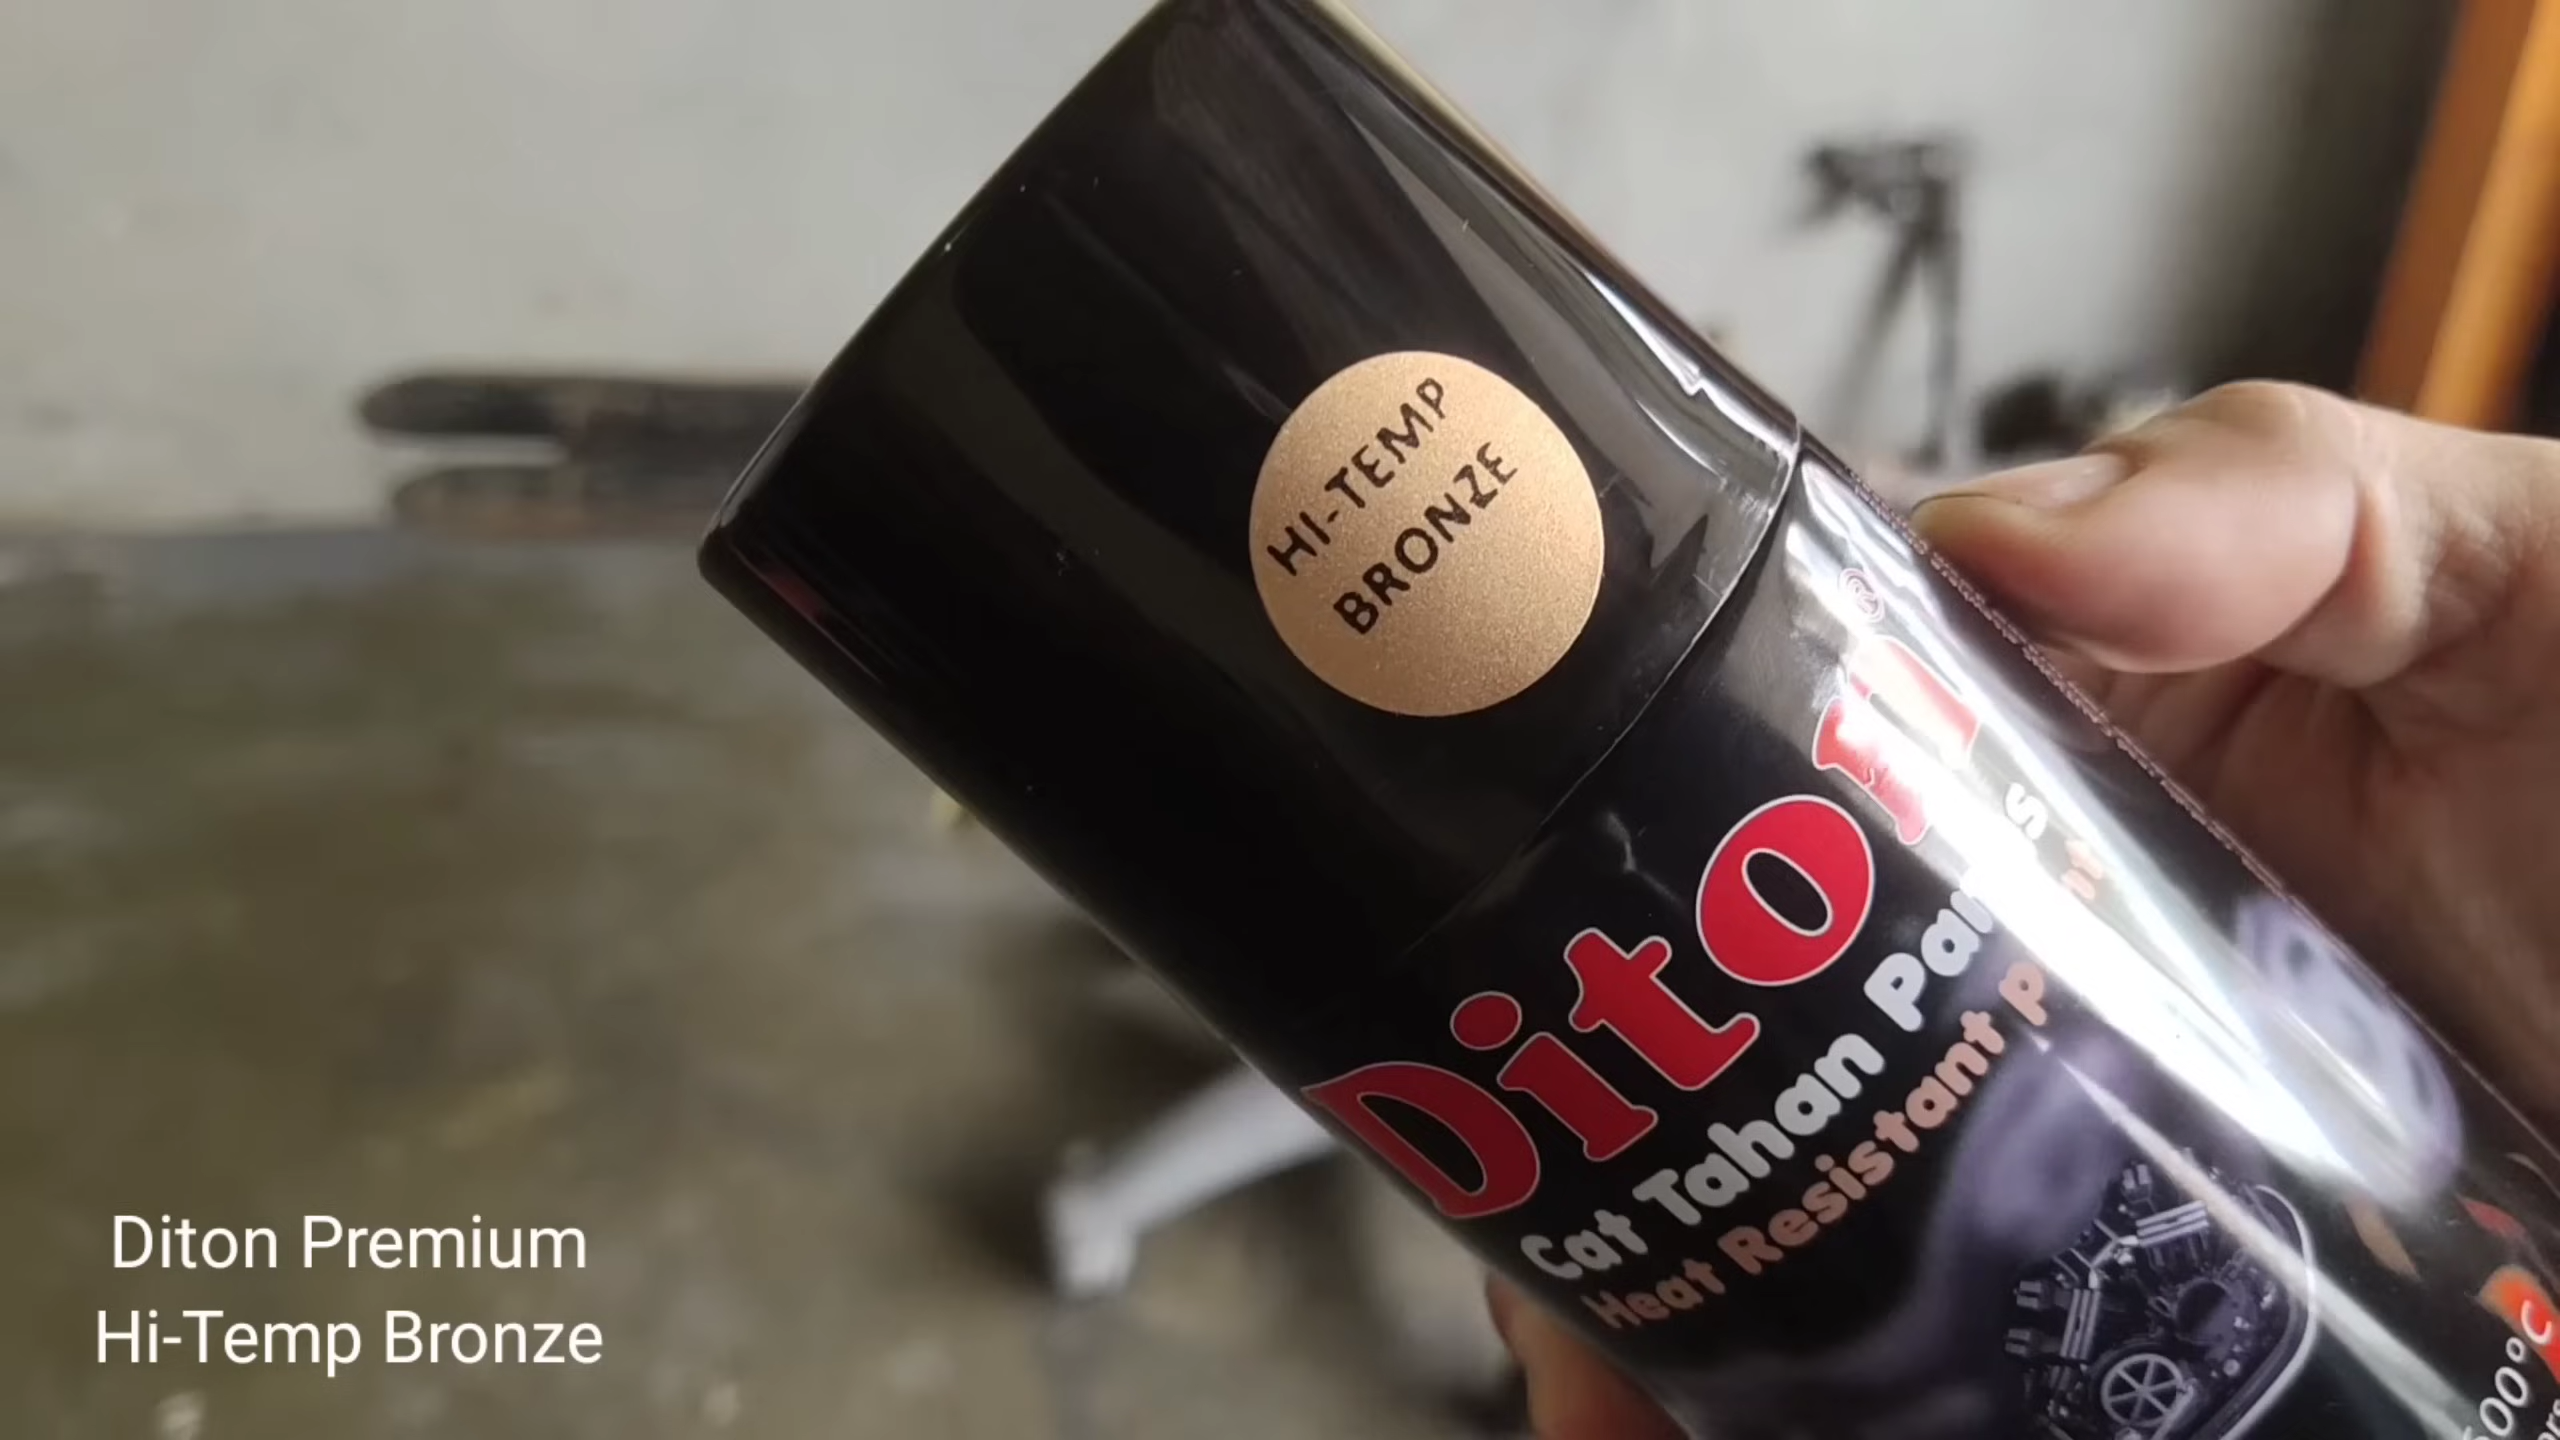 HI-TEMP
BRONZE
Diton®
Cat Tahan Panas
Heat Resistant
Diton Premium
Hi-Temp Bronze